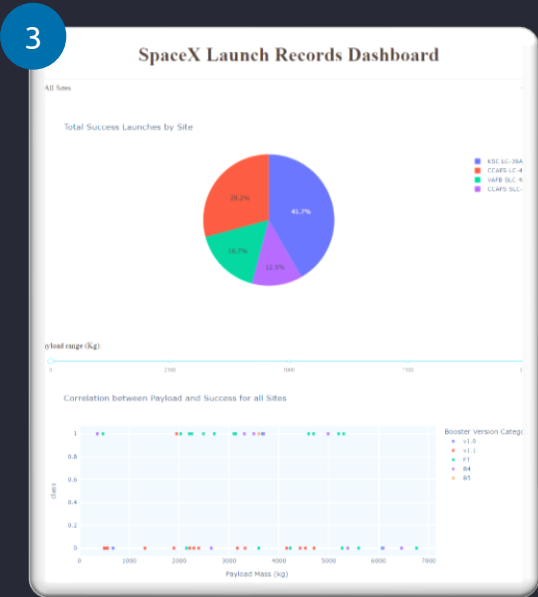 3
SpaceX Launch Records Dashboard
All Sites
Total Success Launches by Site
KSC LC-39A
CCAFS LC-4
VAFB SLC-4
CCAFS SLC-
29.2%
41.7%
16.7%
12.5%
yload range (Kg):
0
2500
5000
7500
Correlation between Payload and Success for all Sites
Booster Version Catego
v1.0
v1.1
FT
B4
B5
class
1
0.8
0.6
0.4
0.2
0
0 1000 2000 3000 4000 5000 6000 7000
Payload Mass (kg)